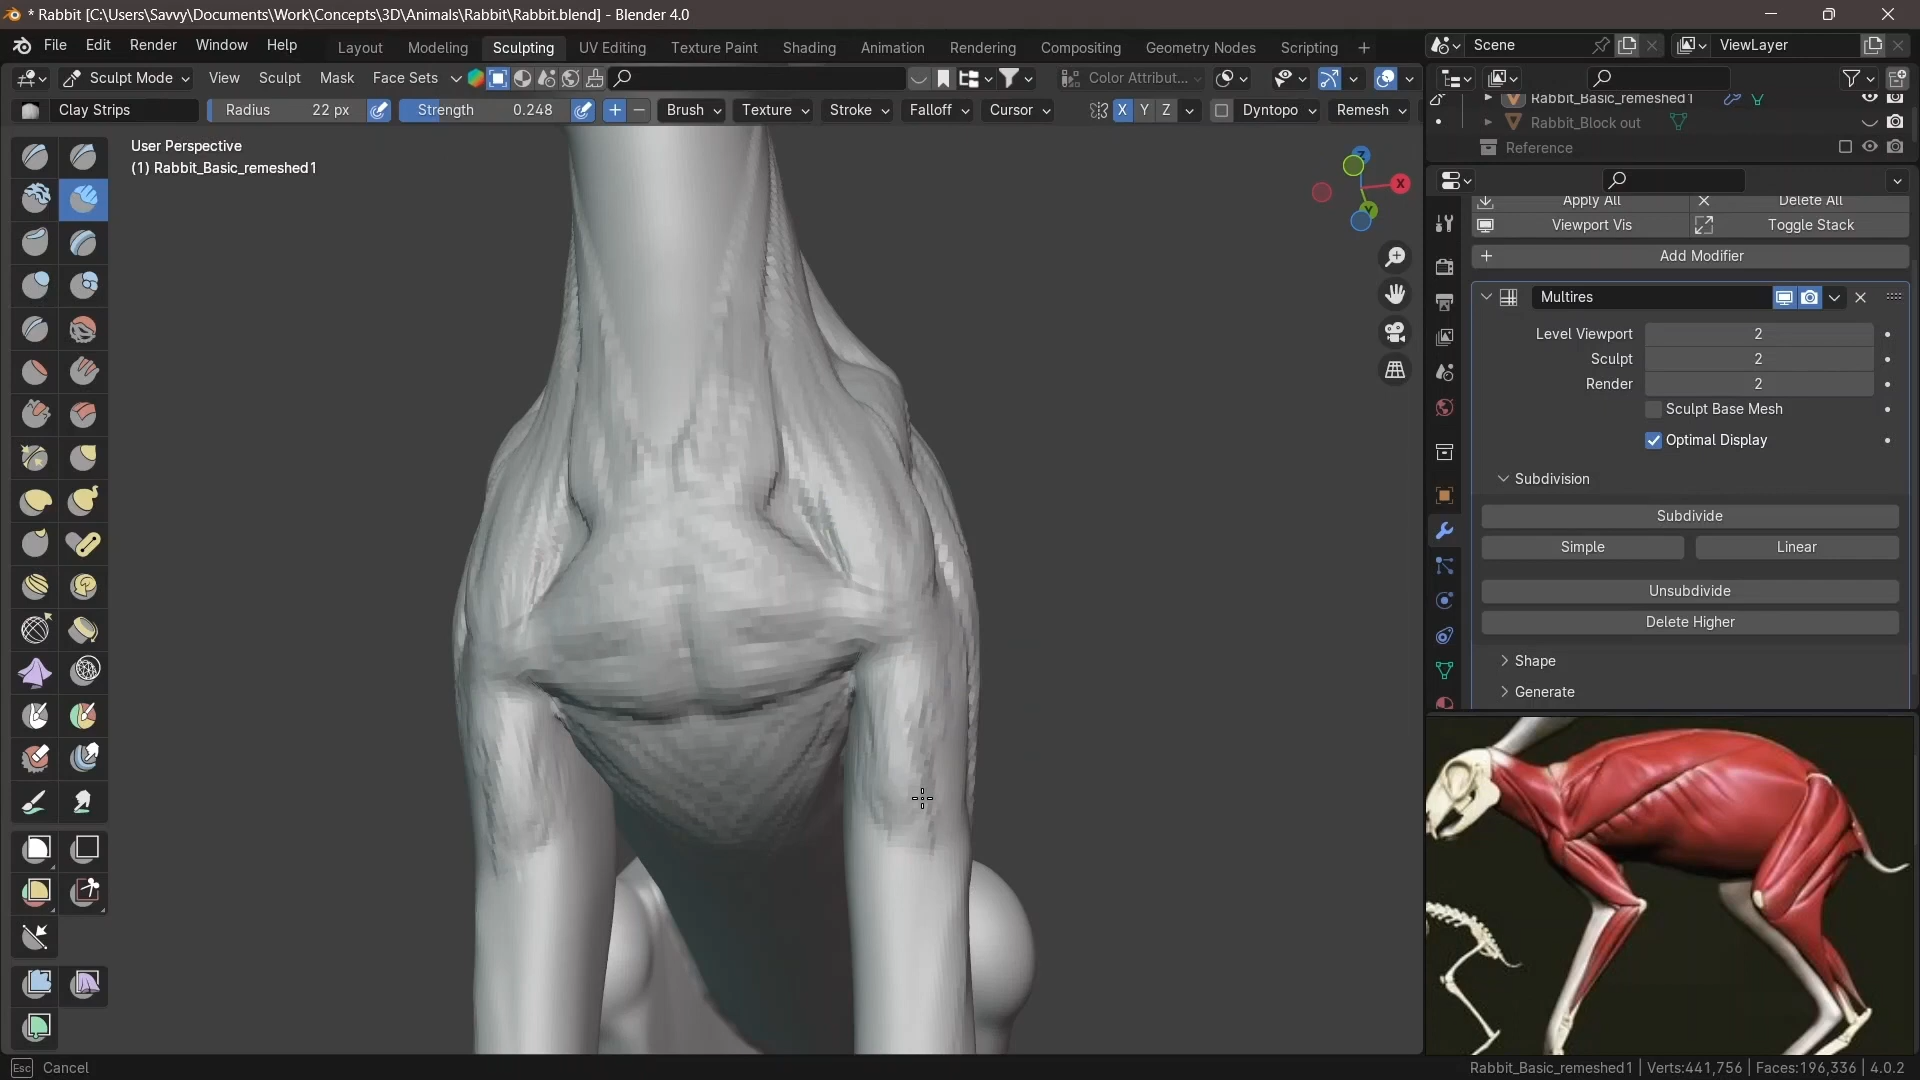 * Rabbit [C:\Users\Savvy\Documents\Work\Concepts\3D\Animals\Rabbit\Rabbit.blend] - Blender 4.0
File Edit Render Window Help Layout Modeling Sculpting UV Editing Texture Paint Shading Animation Rendering Compositing Geometry Nodes Scripting + Scene ViewLayer
Sculpt Mode View Sculpt Mask Face Sets Color Attribut...
Clay Strips Radius 22 px Strength 0.248 Brush Texture Stroke Falloff Cursor X Y Z Dyntopo Remesh
Rabbit_Basic_remeshed1
Rabbit_Block out
Reference
User Perspective
(1) Rabbit_Basic_remeshed1
Z
X
Y
Apply All Delete All
Viewport Vis Toggle Stack
Add Modifier
Multires
Level Viewport 2
Sculpt 2
Render 2
Sculpt Base Mesh
Optimal Display
Subdivision
Subdivide
Simple Linear
Unsubdivide
Delete Higher
Shape
Generate
Esc Cancel
Rabbit_Basic_remeshed1 | Verts:441,756 | Faces:196,336 | 4.0.2